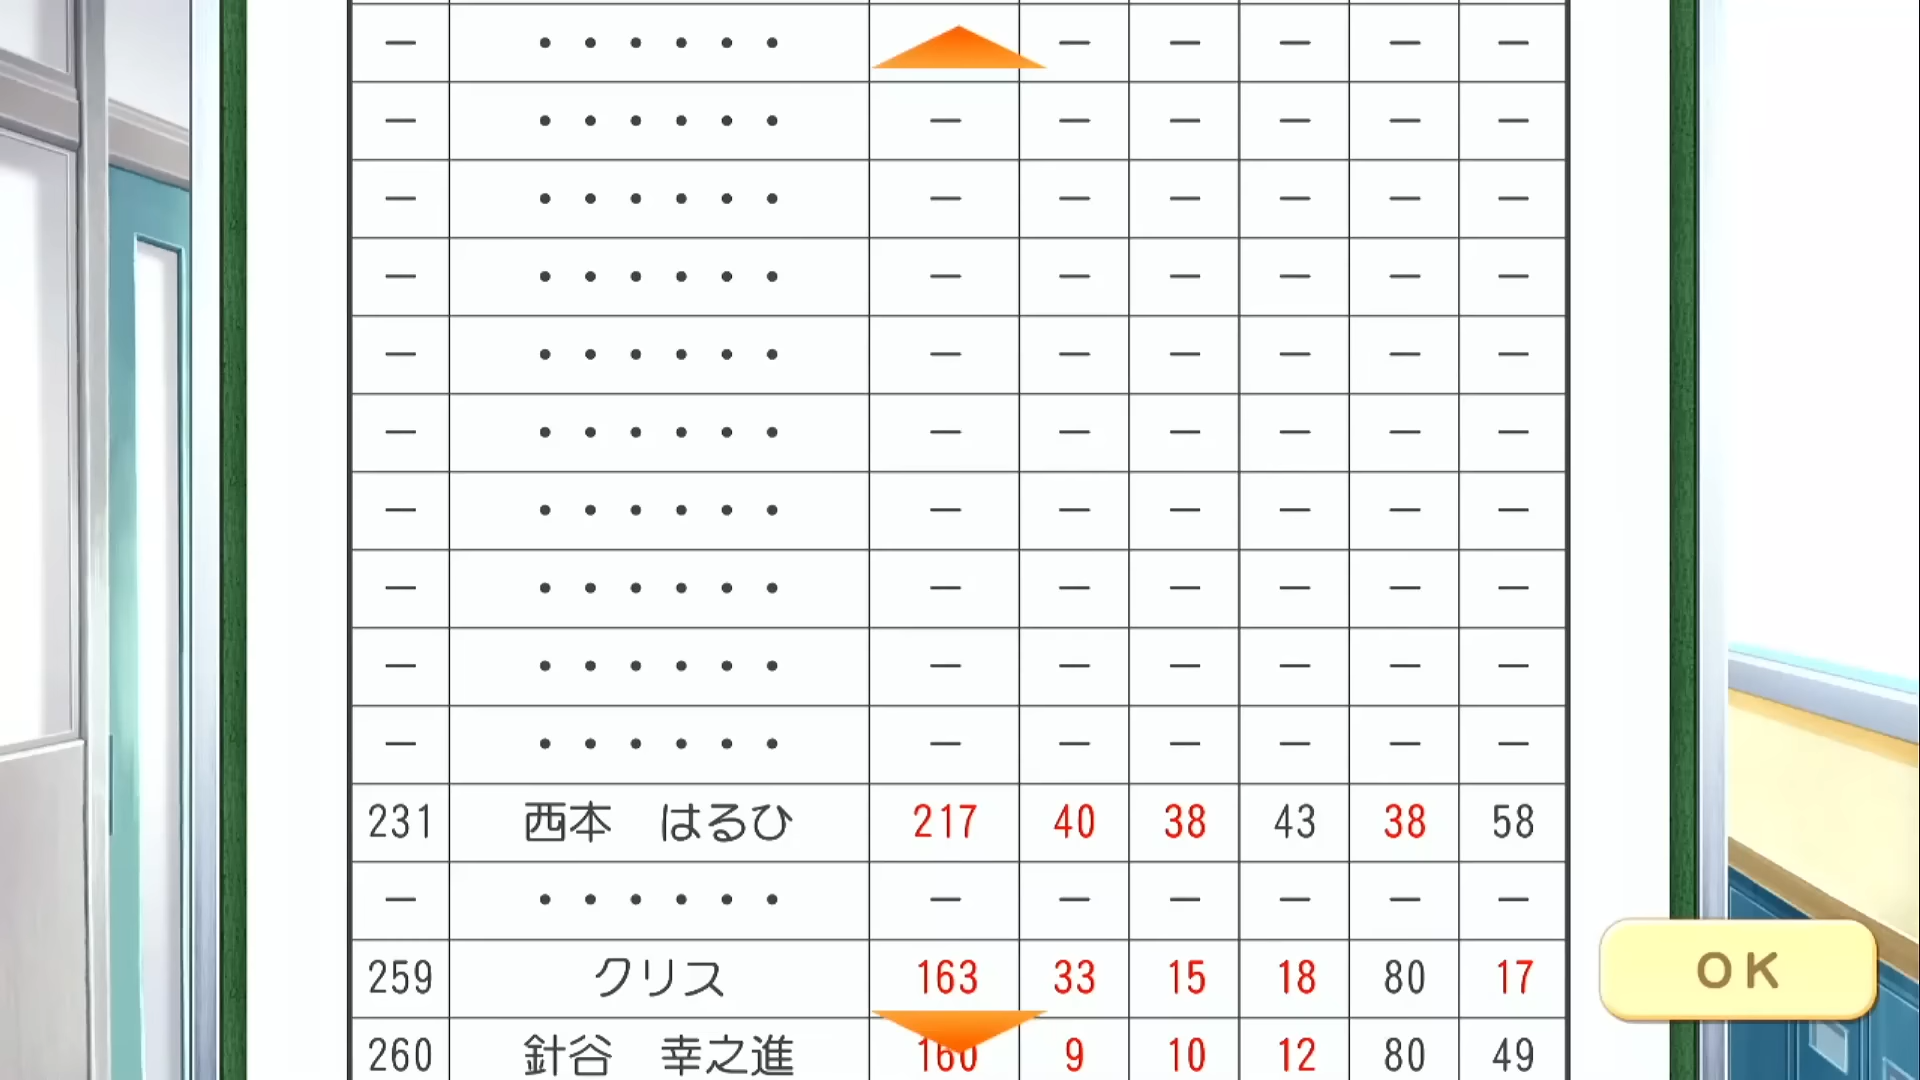 — ・・・・・・ — — — — —
— ・・・・・・ — — — — — —
— ・・・・・・ — — — — — —
— ・・・・・・ — — — — — —
— ・・・・・・ — — — — — —
— ・・・・・・ — — — — — —
— ・・・・・・ — — — — — —
— ・・・・・・ — — — — — —
— ・・・・・・ — — — — — —
— ・・・・・・ — — — — — —
231 西本　はるひ 217 40 38 43 38 58
— ・・・・・・ — — — — — —
259 クリス 163 33 15 18 80 17
260 針谷　幸之進 160 9 10 12 80 49
OK